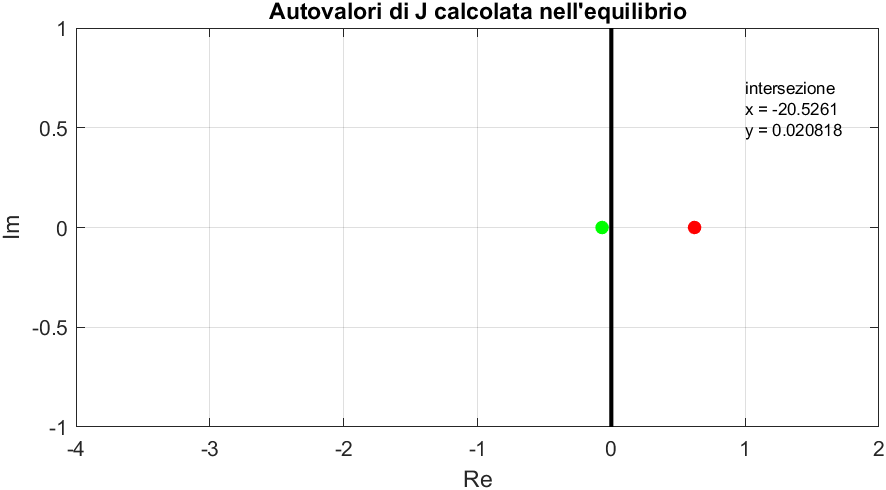 Autovalori di J calcolata nell'equilibrio
1
0.5
0
-0.5
-1
Im
intersezione
x = -20.5261
y = 0.020818
-4 -3 -2 -1 0 1 2
Re